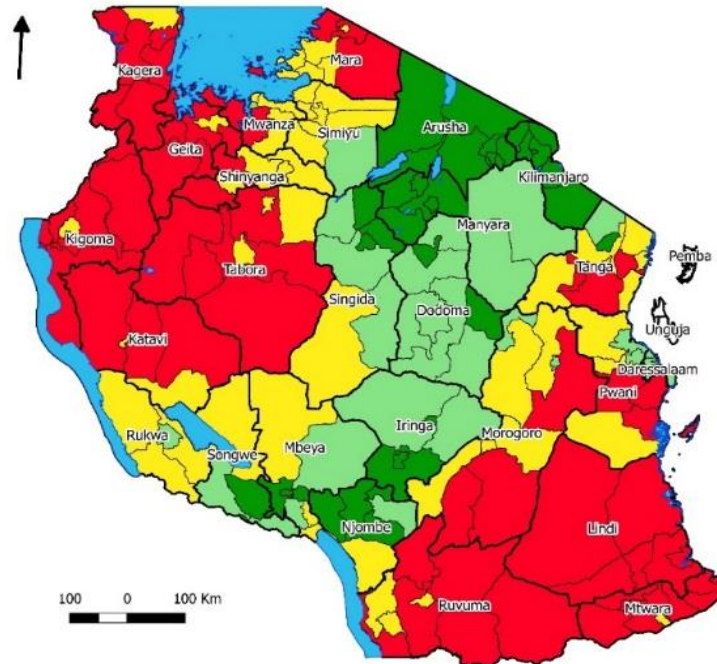 Mara
Kagera
Mwanza
Simiyu
Arusha
Geita
Shinyanga
Kilimanjaro
Kigoma
Manyara
Tabora
Tanga
Pemba
Singida
Dodoma
Unguja
Katavi
Daressalaam
Pwani
Rukwa
Songwe
Mbeya
Iringa
Morogoro
Njombe
Lindi
100 0 100 Km
Ruvuma
Mtwara